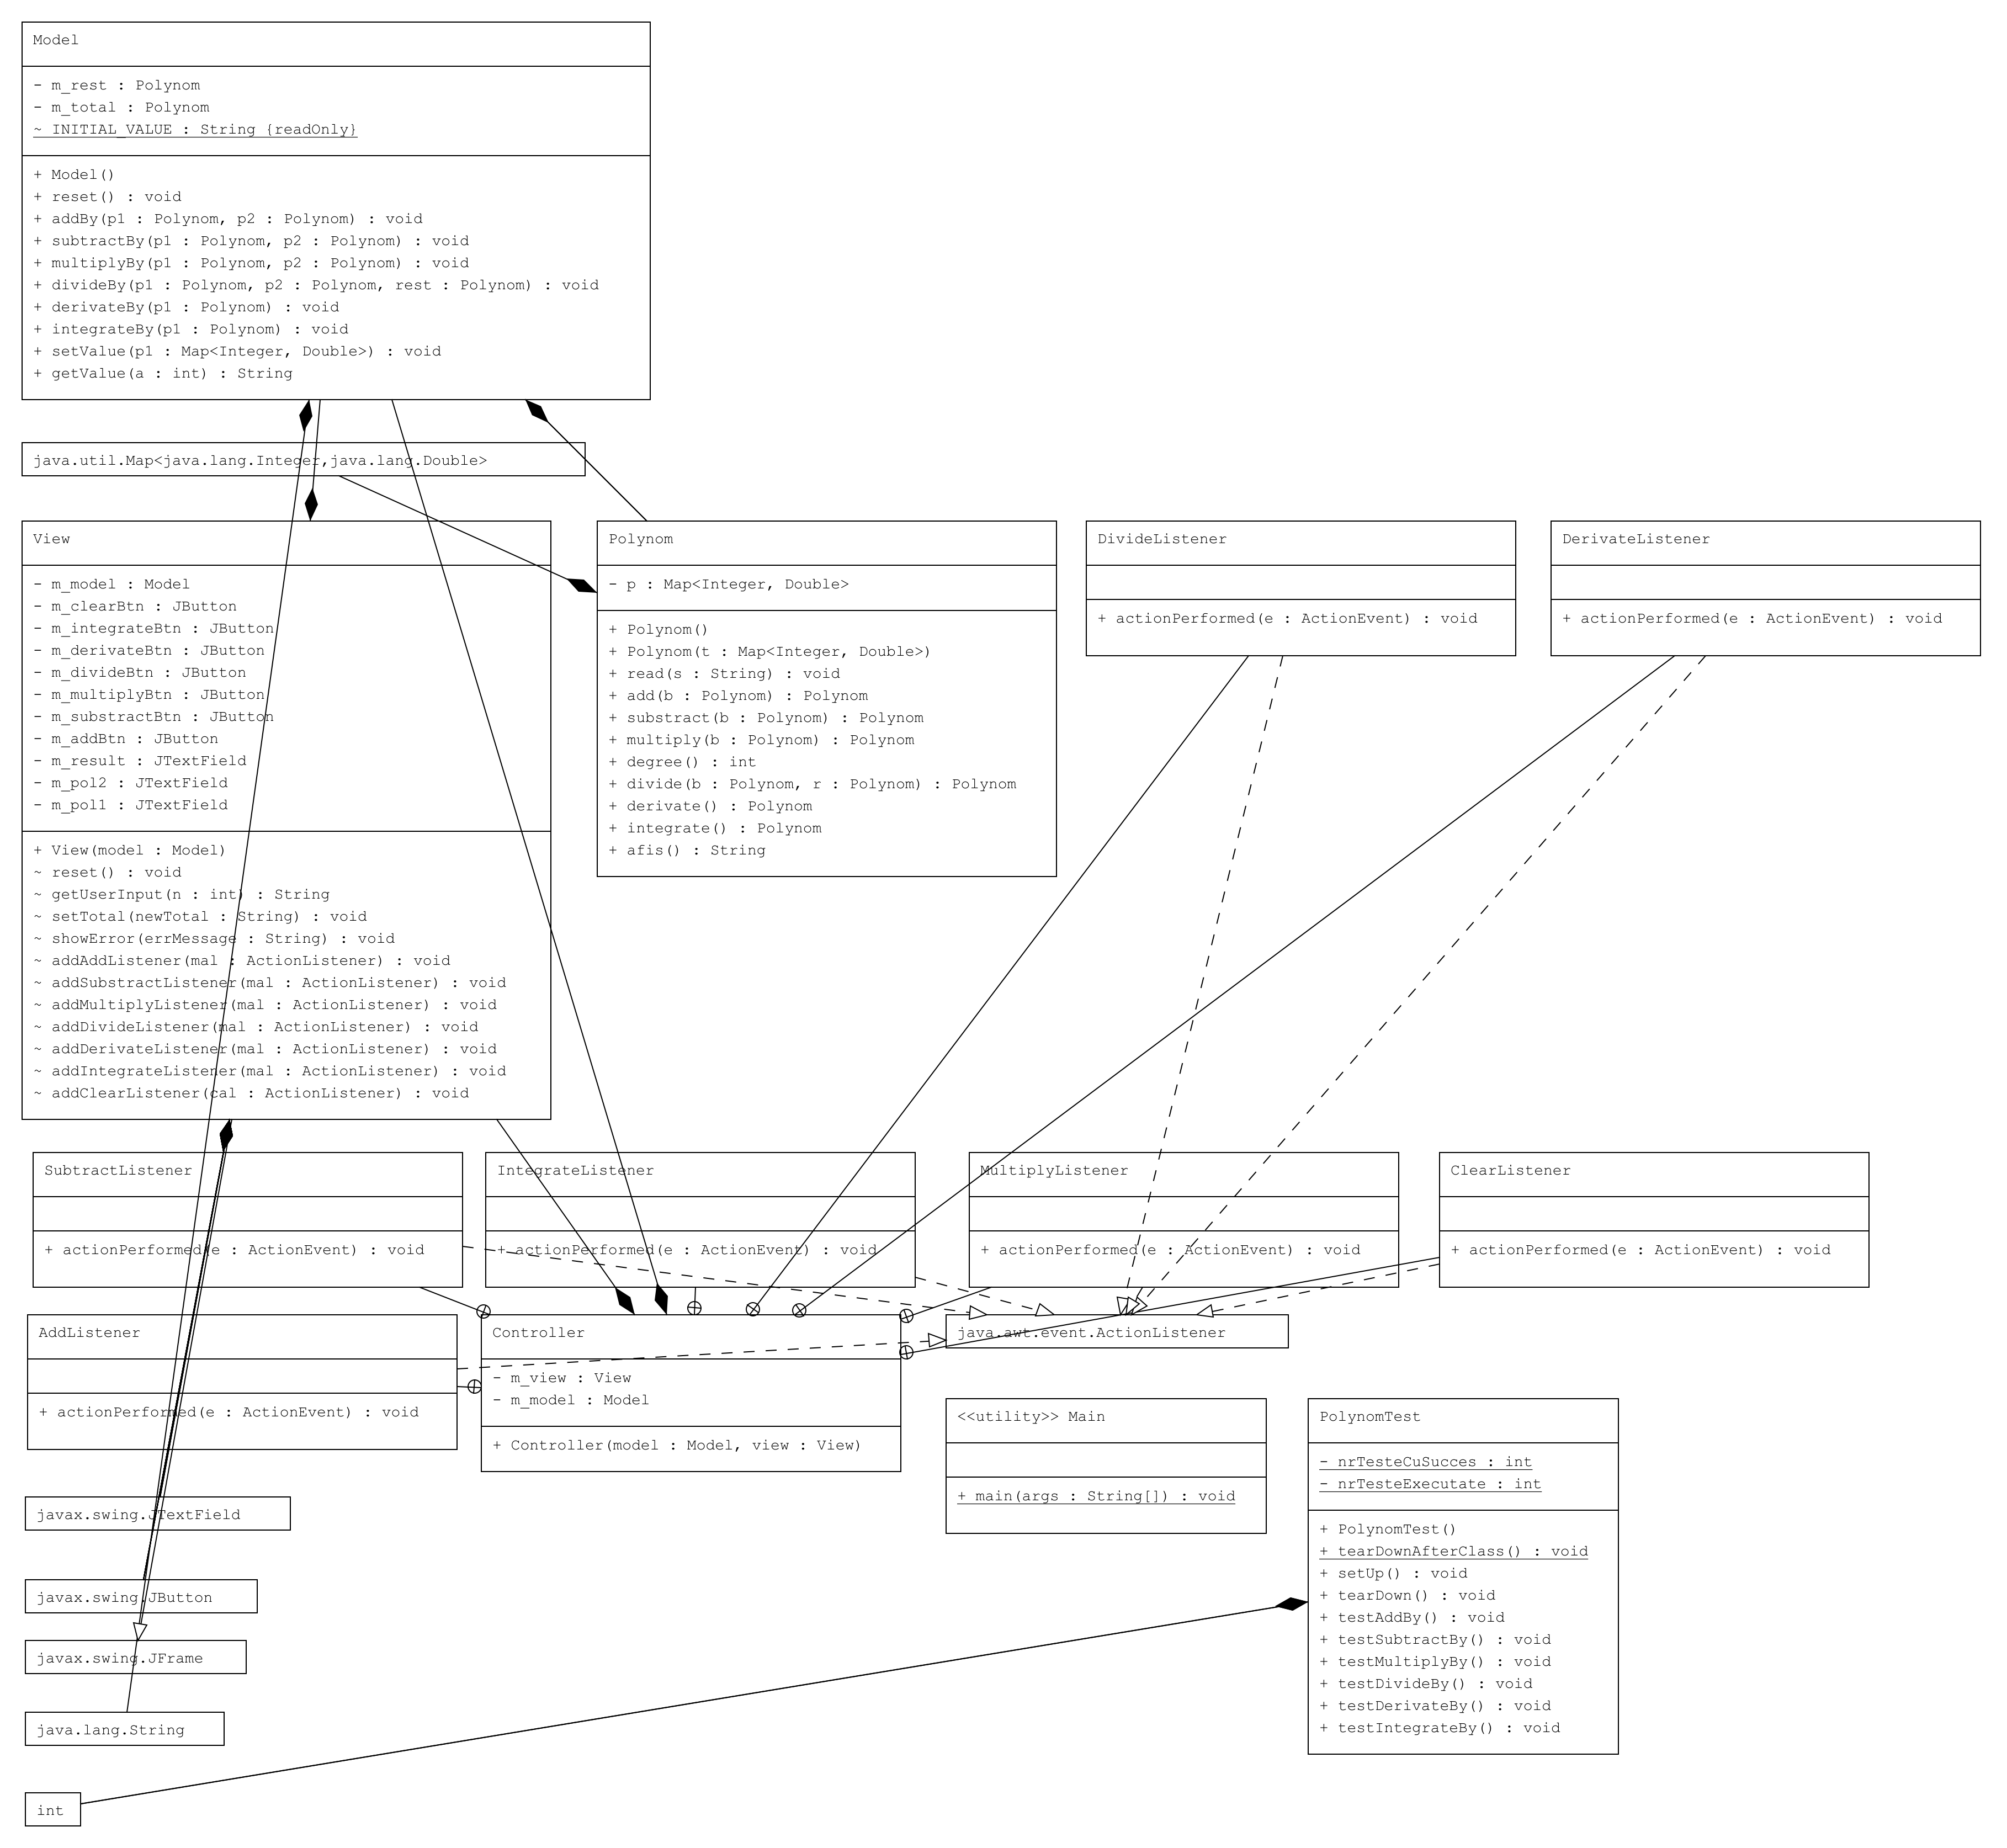 Model
- m_rest : Polynom
- m_total : Polynom
~ INITIAL_VALUE : String {readOnly}
+ Model()
+ reset() : void
+ addBy(p1 : Polynom, p2 : Polynom) : void
+ subtractBy(p1 : Polynom, p2 : Polynom) : void
+ multiplyBy(p1 : Polynom, p2 : Polynom) : void
+ divideBy(p1 : Polynom, p2 : Polynom, rest : Polynom) : void
+ derivateBy(p1 : Polynom) : void
+ integrateBy(p1 : Polynom) : void
+ setValue(p1 : Map<Integer, Double>) : void
+ getValue(a : int) : String
java.util.Map<java.lang.Integer,java.lang.Double>
View
- m_model : Model
- m_clearBtn : JButton
- m_integrateBtn : JButton
- m_derivateBtn : JButton
- m_divideBtn : JButton
- m_multiplyBtn : JButton
- m_substractBtn : JButton
- m_addBtn : JButton
- m_result : JTextField
- m_pol2 : JTextField
- m_pol1 : JTextField
+ View(model : Model)
~ reset() : void
~ getUserInput(n : int) : String
~ setTotal(newTotal : String) : void
~ showError(errMessage : String) : void
~ addAddListener(mal : ActionListener) : void
~ addSubstractListener(mal : ActionListener) : void
~ addMultiplyListener(mal : ActionListener) : void
~ addDivideListener(mal : ActionListener) : void
~ addDerivateListener(mal : ActionListener) : void
~ addIntegrateListener(mal : ActionListener) : void
~ addClearListener(cal : ActionListener) : void
Polynom
- p : Map<Integer, Double>
+ Polynom()
+ Polynom(t : Map<Integer, Double>)
+ read(s : String) : void
+ add(b : Polynom) : Polynom
+ substract(b : Polynom) : Polynom
+ multiply(b : Polynom) : Polynom
+ degree() : int
+ divide(b : Polynom, r : Polynom) : Polynom
+ derivate() : Polynom
+ integrate() : Polynom
+ afis() : String
DivideListener
+ actionPerformed(e : ActionEvent) : void
DerivateListener
+ actionPerformed(e : ActionEvent) : void
SubtractListener
+ actionPerformed(e : ActionEvent) : void
IntegrateListener
+ actionPerformed(e : ActionEvent) : void
MultiplyListener
+ actionPerformed(e : ActionEvent) : void
ClearListener
+ actionPerformed(e : ActionEvent) : void
AddListener
+ actionPerformed(e : ActionEvent) : void
Controller
- m_view : View
- m_model : Model
+ Controller(model : Model, view : View)
java.awt.event.ActionListener
<<utility>> Main
+ main(args : String[]) : void
PolynomTest
- nrTesteCuSucces : int
- nrTesteExecutate : int
+ PolynomTest()
+ tearDownAfterClass() : void
+ setUp() : void
+ tearDown() : void
+ testAddBy() : void
+ testSubtractBy() : void
+ testMultiplyBy() : void
+ testDivideBy() : void
+ testDerivateBy() : void
+ testIntegrateBy() : void
javax.swing.JTextField
javax.swing.JButton
javax.swing.JFrame
java.lang.String
int